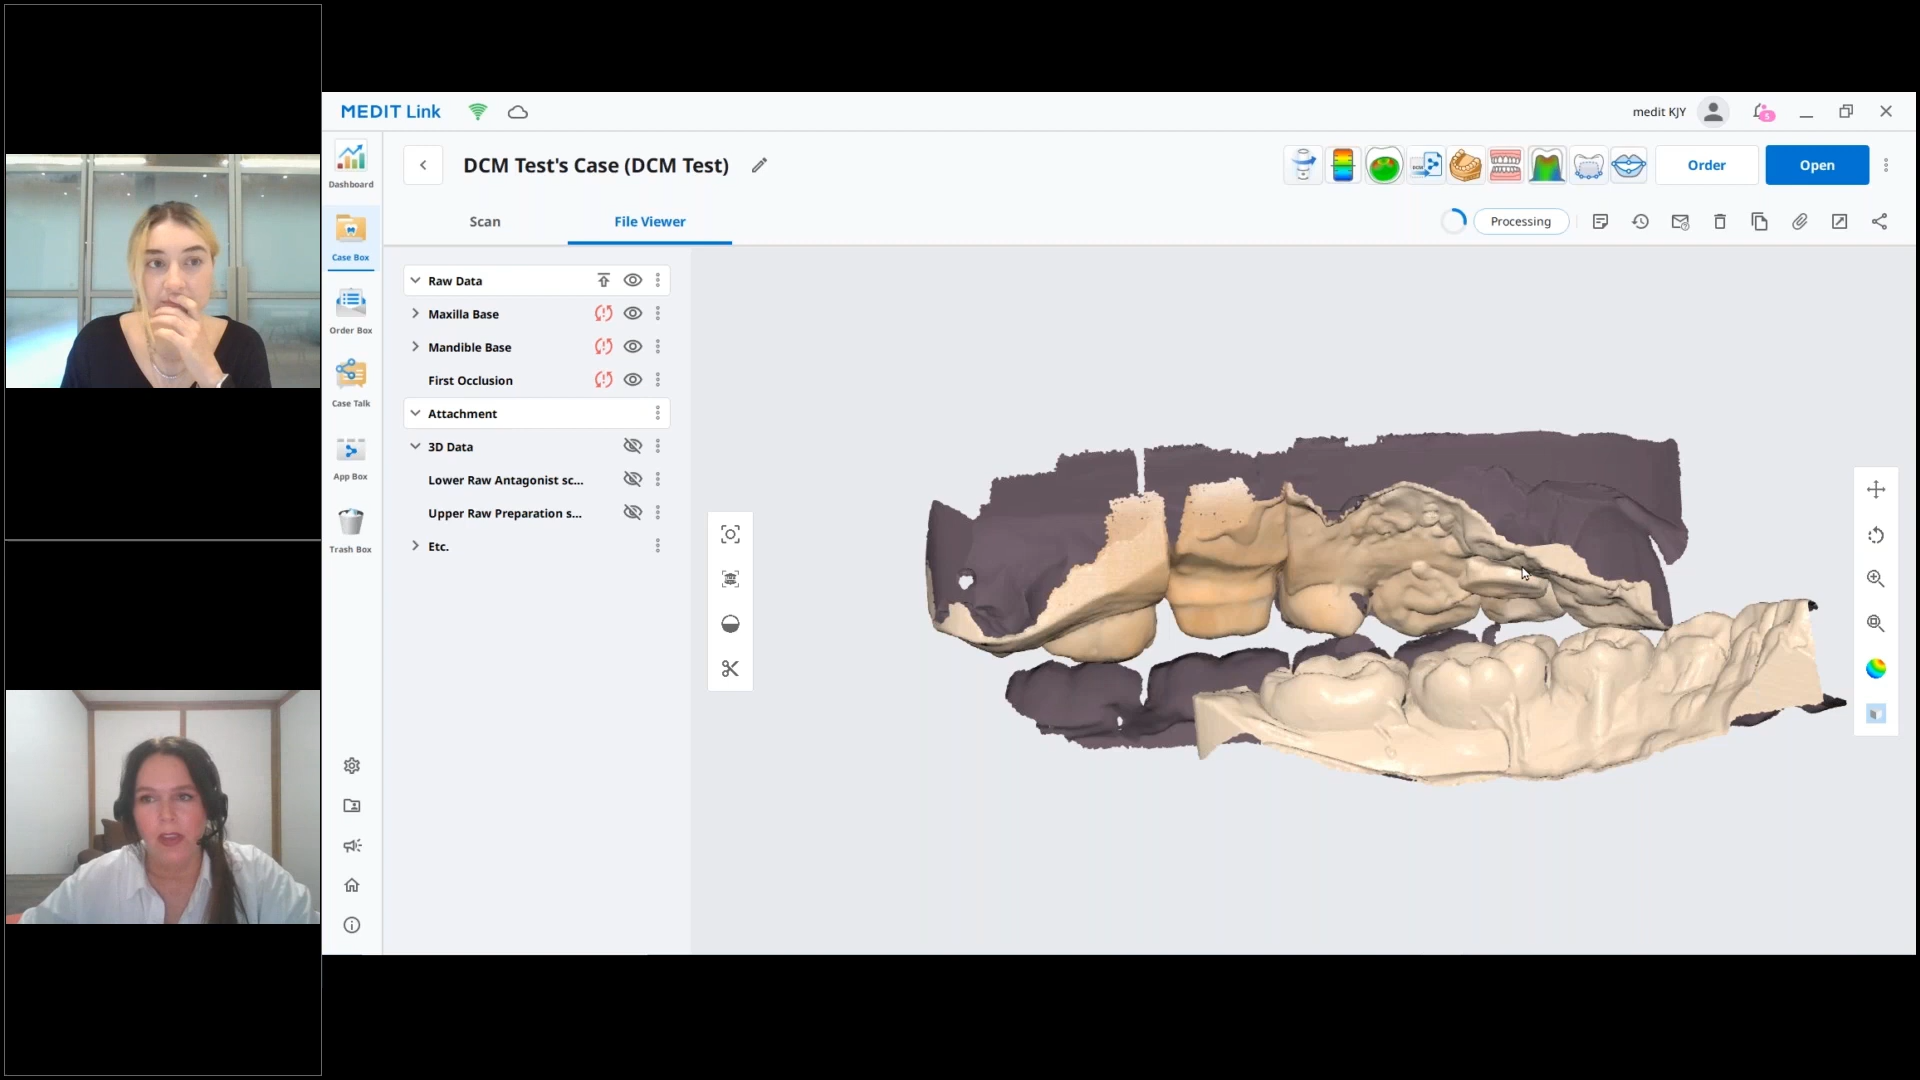 MEDIT Link
medit KJY
5
Dashboard
Case Box
Order Box
Case Talk
App Box
Trash Box
DCM Test's Case (DCM Test)
Order
Open
Scan
File Viewer
Processing
Raw Data
Maxilla Base
Mandible Base
First Occlusion
Attachment
3D Data
Lower Raw Antagonist sc...
Upper Raw Preparation s...
Etc.